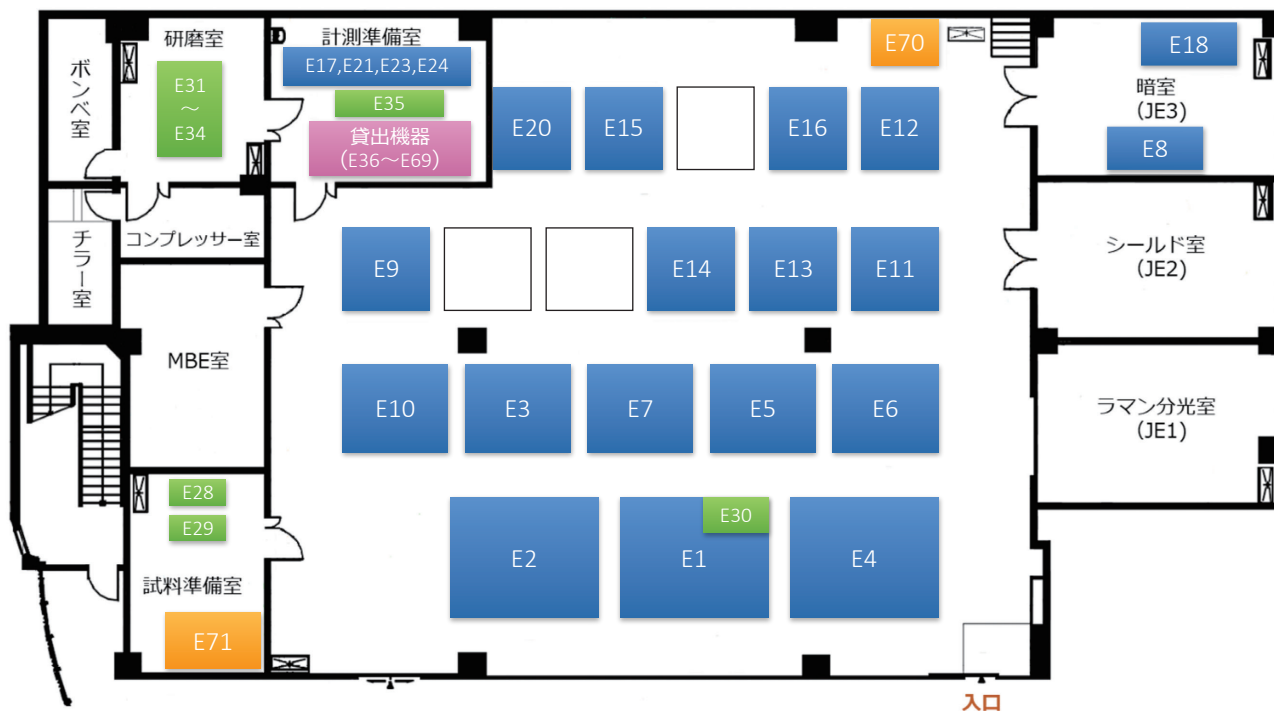 研磨室
計測準備室
E70
E18
ボンベ室
E31
～
E34
E17,E21,E23,E24
E35
貸出機器
(E36～E69)
E20
E15
E16
E12
暗室
(JE3)
E8
チラー室
コンプレッサー室
E9
E14
E13
E11
シールド室
(JE2)
MBE室
E10
E3
E7
E5
E6
ラマン分光室
(JE1)
E28
E29
E30
E2
E1
E4
試料準備室
E71
入口